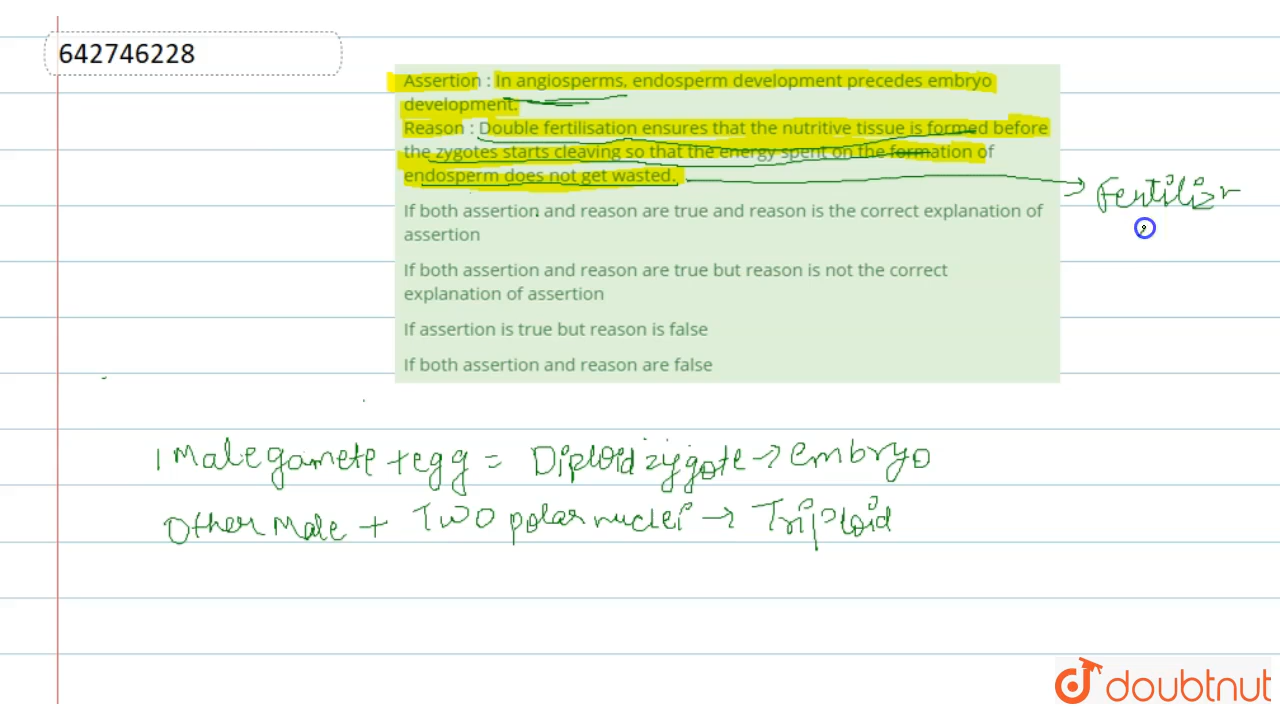 642746228
Assertion : In angiosperms, endosperm development precedes embryo
development.
Reason : Double fertilisation ensures that the nutritive tissue is formed before
the zygotes starts cleaving so that the energy spent on the formation of
endosperm does not get wasted.
If both assertion and reason are true and reason is the correct explanation of
assertion
If both assertion and reason are true but reason is not the correct
explanation of assertion
If assertion is true but reason is false
If both assertion and reason are false
Fertilizr
1 Male gamete + egg = Diploid zygote → embryo
Other Male + Two polar nuclei → Triploid
doubtnut